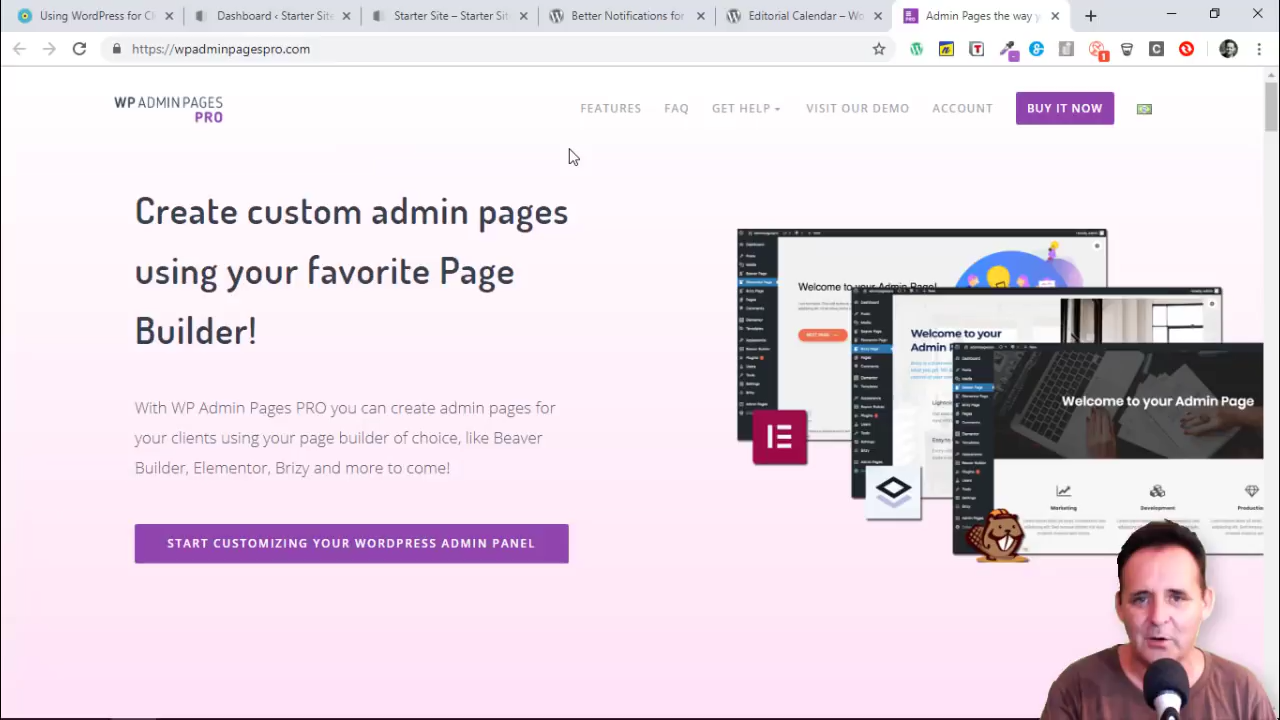 Using WordPress for Cl
Dashboard ‹ Starter Site
Starter Site – Starter Site
Better Notifications for
Editorial Calendar – Wo
Admin Pages the way y
https://wpadminpagespro.com
WP ADMIN PAGES
PRO
FEATURES
FAQ
GET HELP
VISIT OUR DEMO
ACCOUNT
BUY IT NOW
Create custom admin pages
using your favorite Page
Builder!
With WP Admin Pages PRO you can create admin pages f
your clients using your page builder of choice, like Beaver
Builder, Elementor, Brizy and more to come!
START CUSTOMIZING YOUR WORDPRESS ADMIN PANEL
Welcome to your Admin Page!
Welcome to your
Admin P
Welcome to your Admin Page
Marketing
Development
Productio